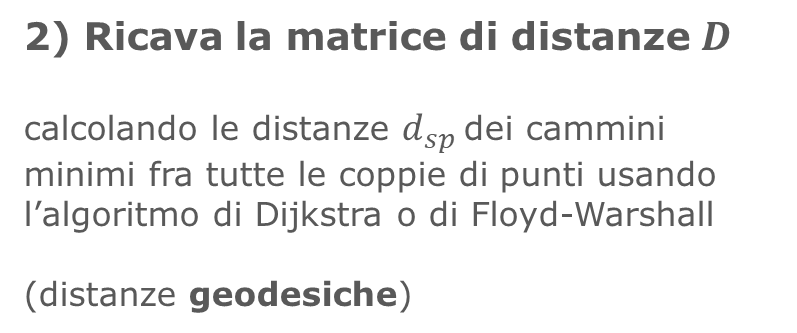 2) Ricava la matrice di distanze D
calcolando le distanze dsp dei cammini
minimi fra tutte le coppie di punti usando
l’algoritmo di Dijkstra o di Floyd-Warshall
(distanze geodesiche)